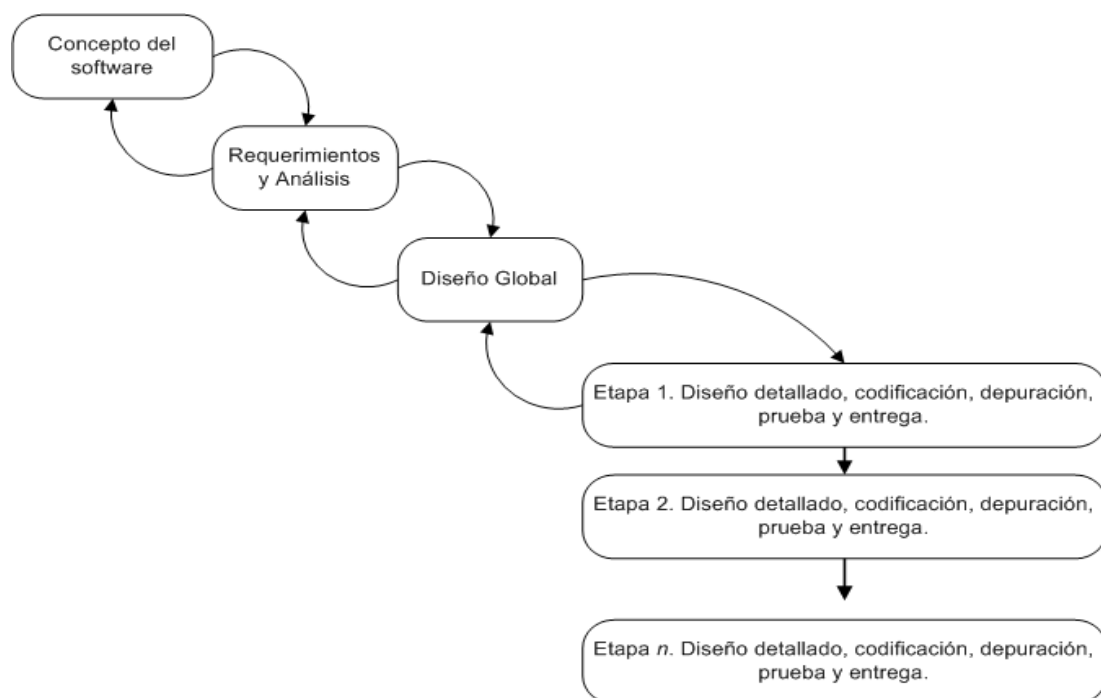 Concepto del
software
Requerimientos
y Análisis
Diseño Global
Etapa 1. Diseño detallado, codificación, depuración,
prueba y entrega.
Etapa 2. Diseño detallado, codificación, depuración,
prueba y entrega.
Etapa n. Diseño detallado, codificación, depuración,
prueba y entrega.